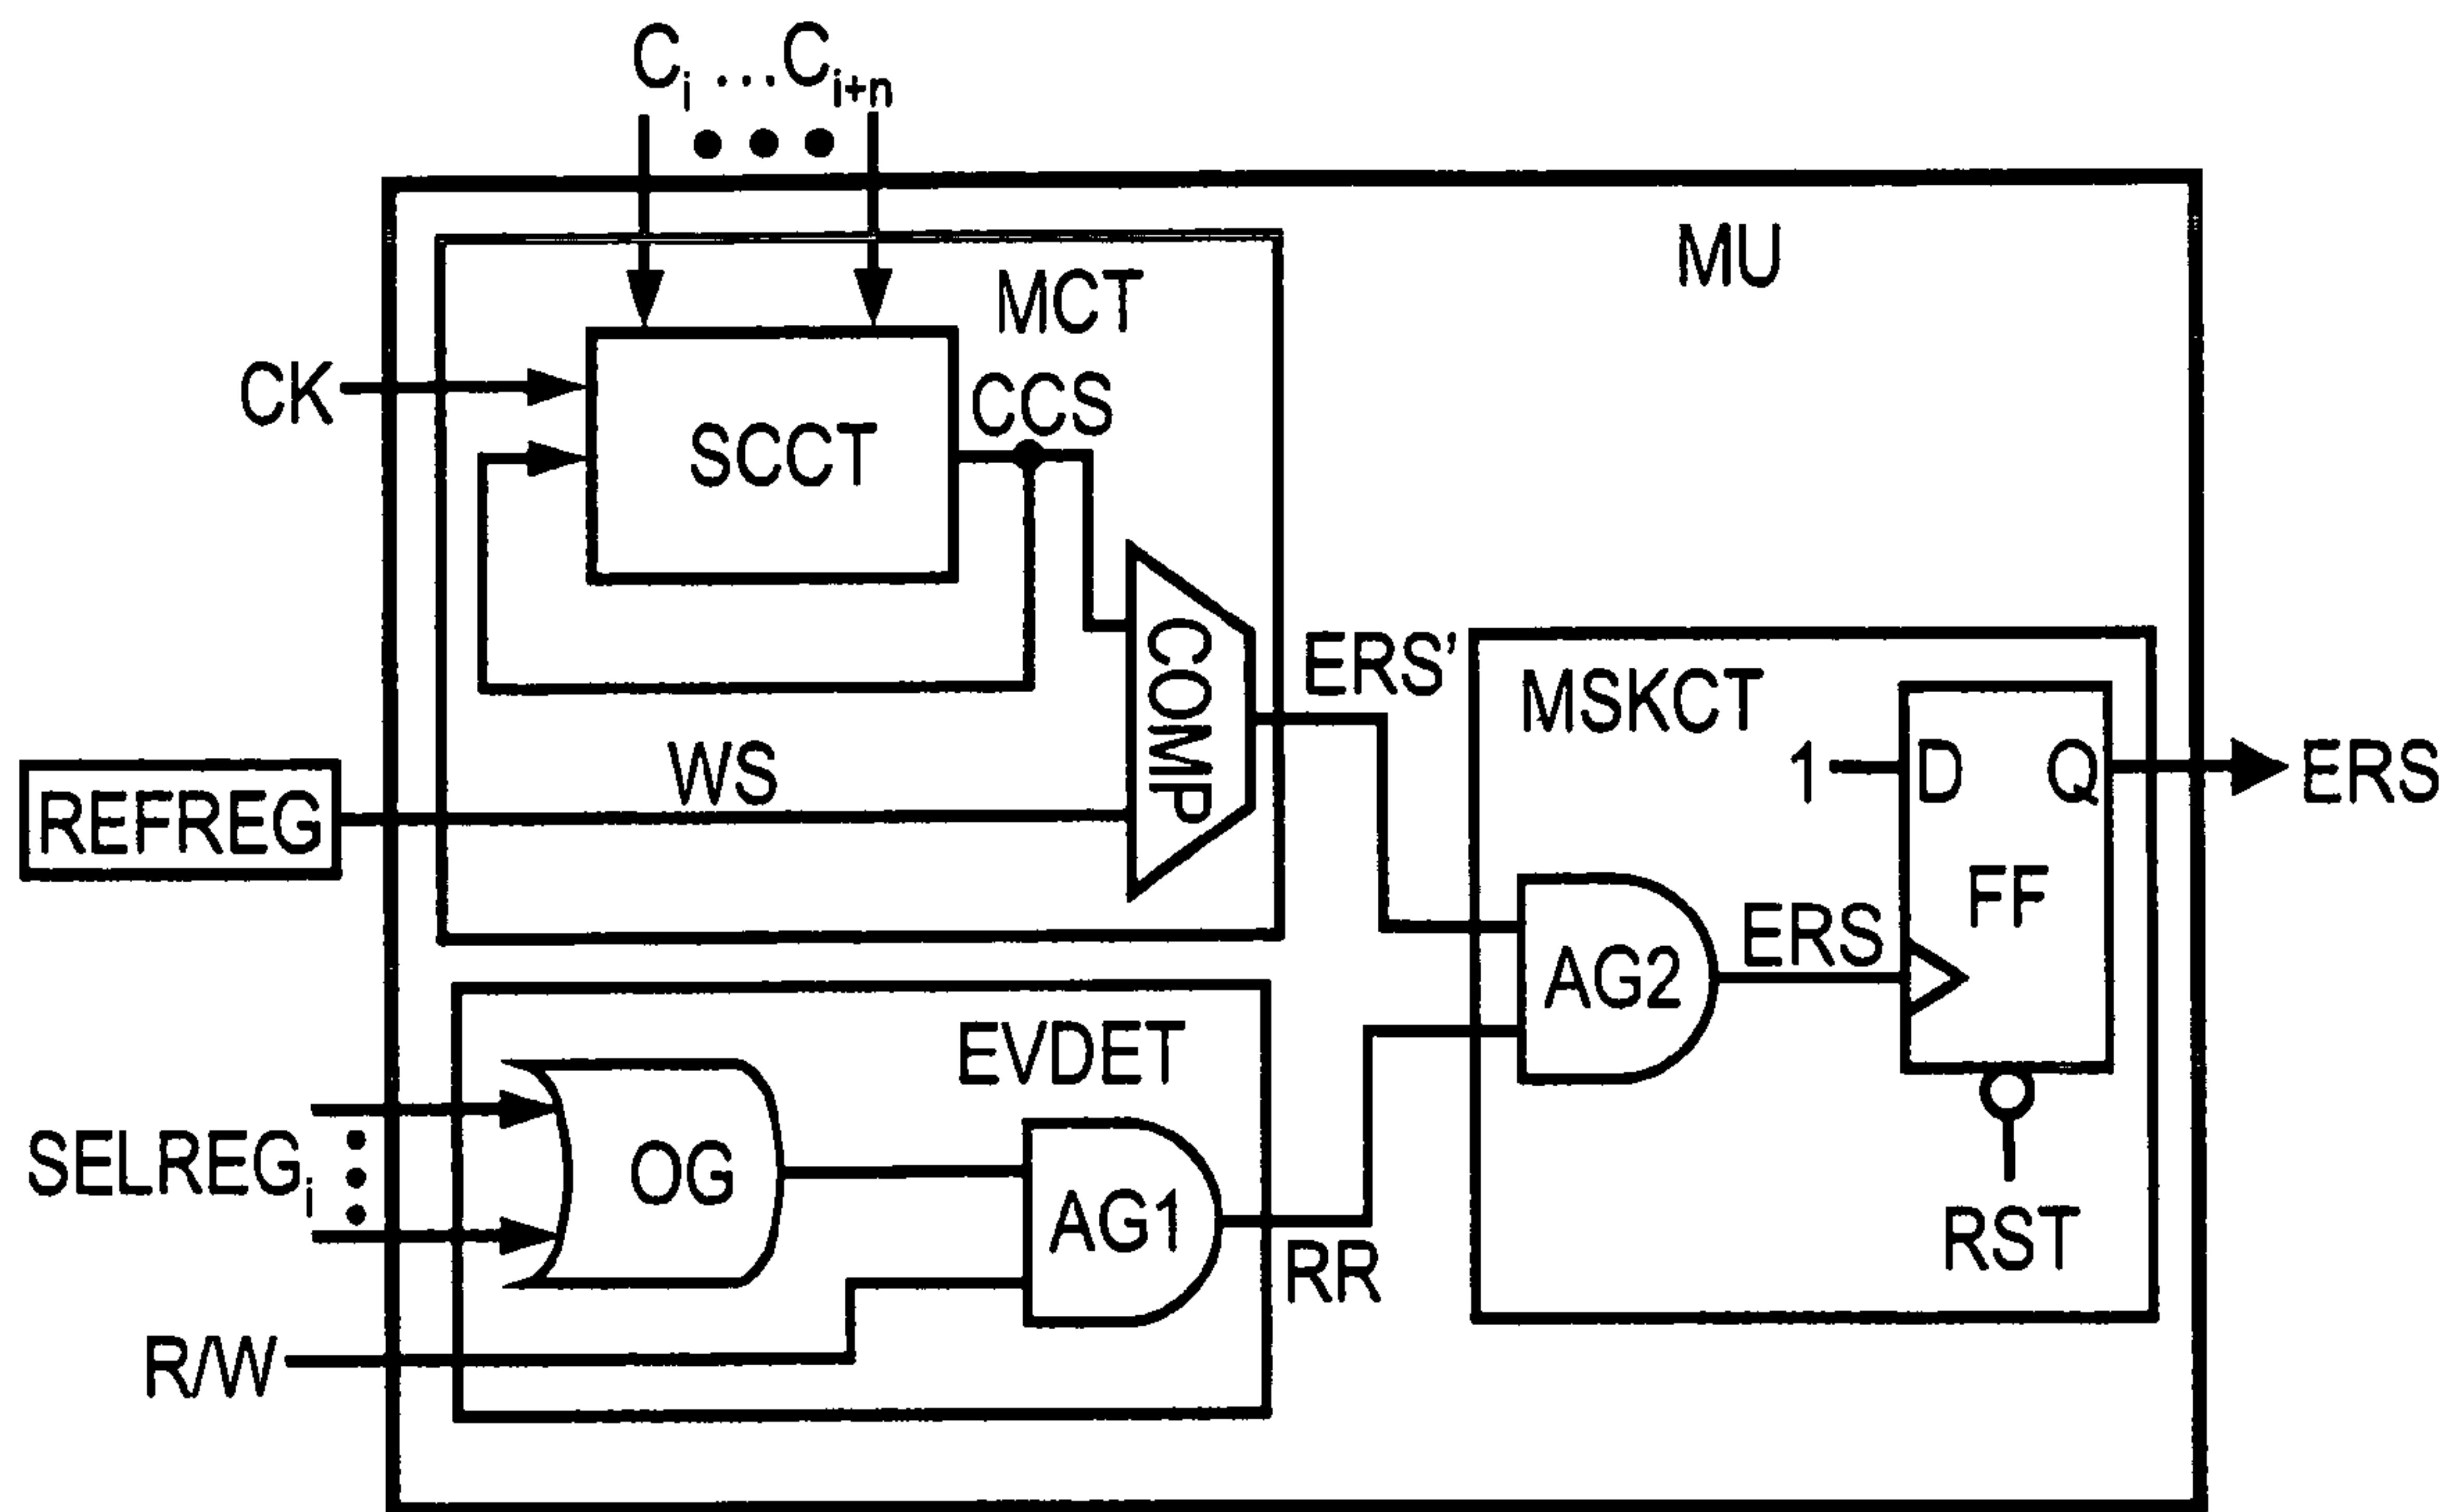 Ci ...Ci+n
MU
MCT
CK
CCS
SCCT
COMP
ERS'
MSKCT
WS
REFREG
1
D
Q
ERS
FF
AG2
ERS
EVDET
SELREGi
OG
AG1
RR
RST
R/W